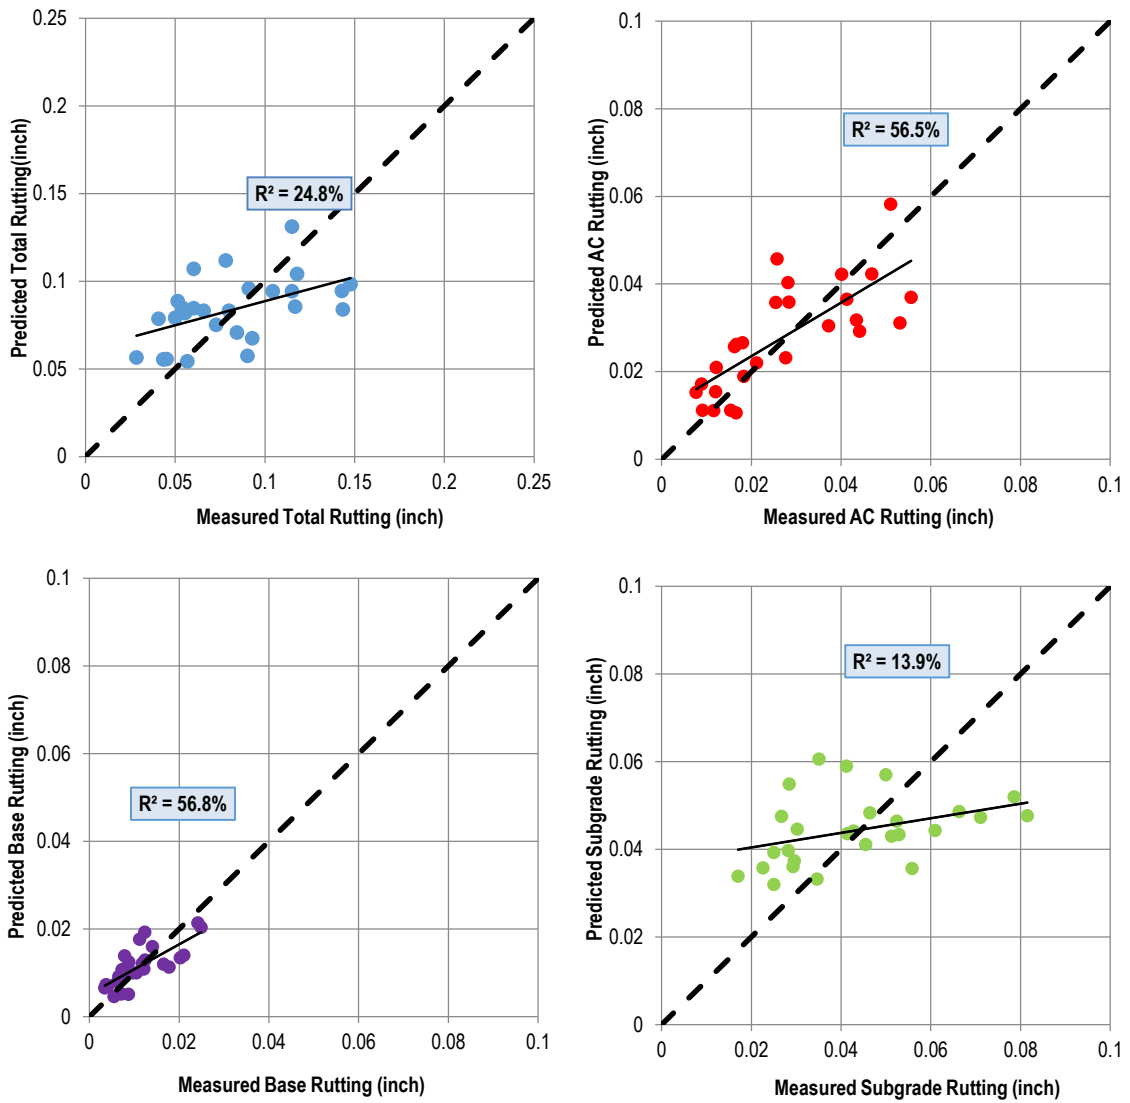 0.25
0.2
0.15
0.1
0.05
0
Predicted Total Rutting(inch)
R² = 24.8%
0 0.05 0.1 0.15 0.2 0.25
Measured Total Rutting (inch)
0.1
0.08
0.06
0.04
0.02
0
Predicted AC Rutting (inch)
R² = 56.5%
0 0.02 0.04 0.06 0.08 0.1
Measured AC Rutting (inch)
0.1
0.08
0.06
0.04
0.02
0
Predicted Base Rutting (inch)
R² = 56.8%
0 0.02 0.04 0.06 0.08 0.1
Measured Base Rutting (inch)
0.1
0.08
0.06
0.04
0.02
0
Predicted Subgrade Rutting (inch)
R² = 13.9%
0 0.02 0.04 0.06 0.08 0.1
Measured Subgrade Rutting (inch)